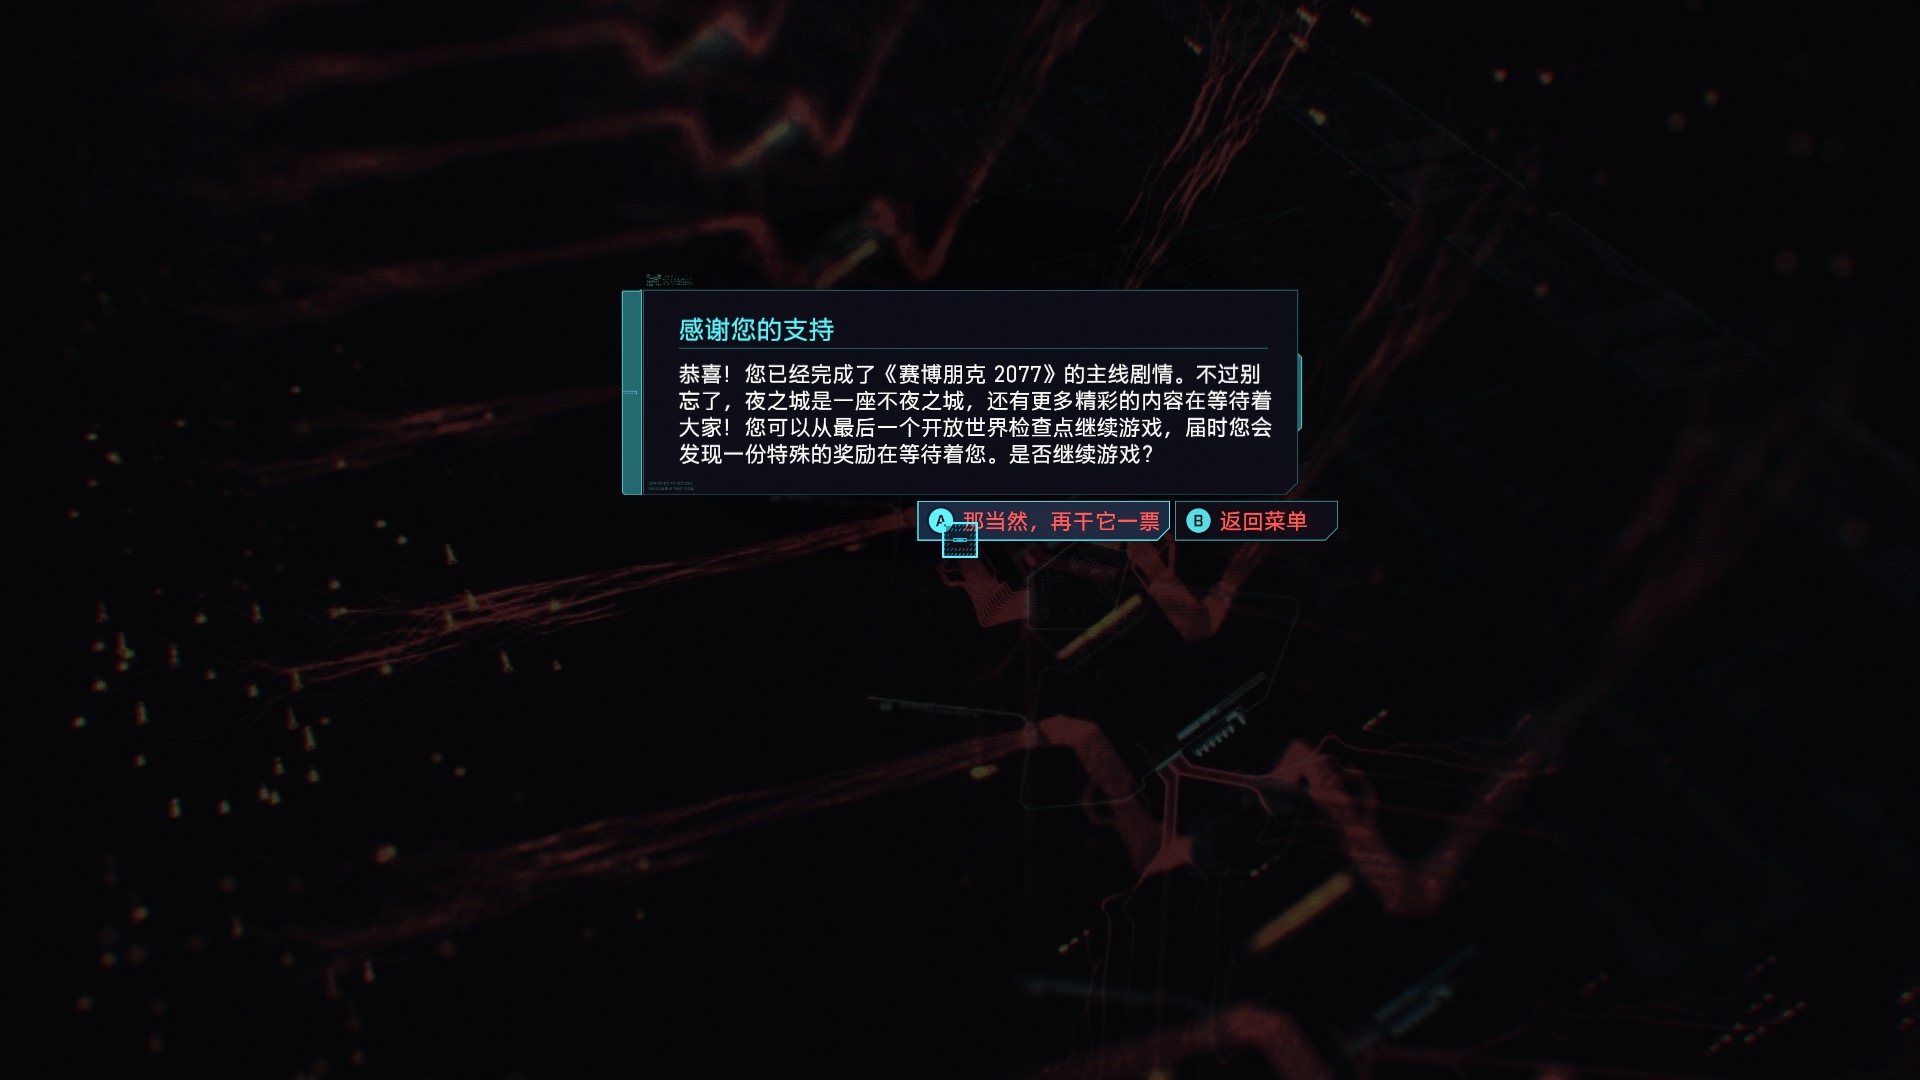 感谢您的支持
恭喜！您已经完成了《赛博朋克 2077》的主线剧情。不过别
忘了，夜之城是一座不夜之城，还有更多精彩的内容在等待着
大家！您可以从最后一个开放世界检查点继续游戏，届时您会
发现一份特殊的奖励在等待着您。是否继续游戏？
A 那当然，再干它一票
B 返回菜单